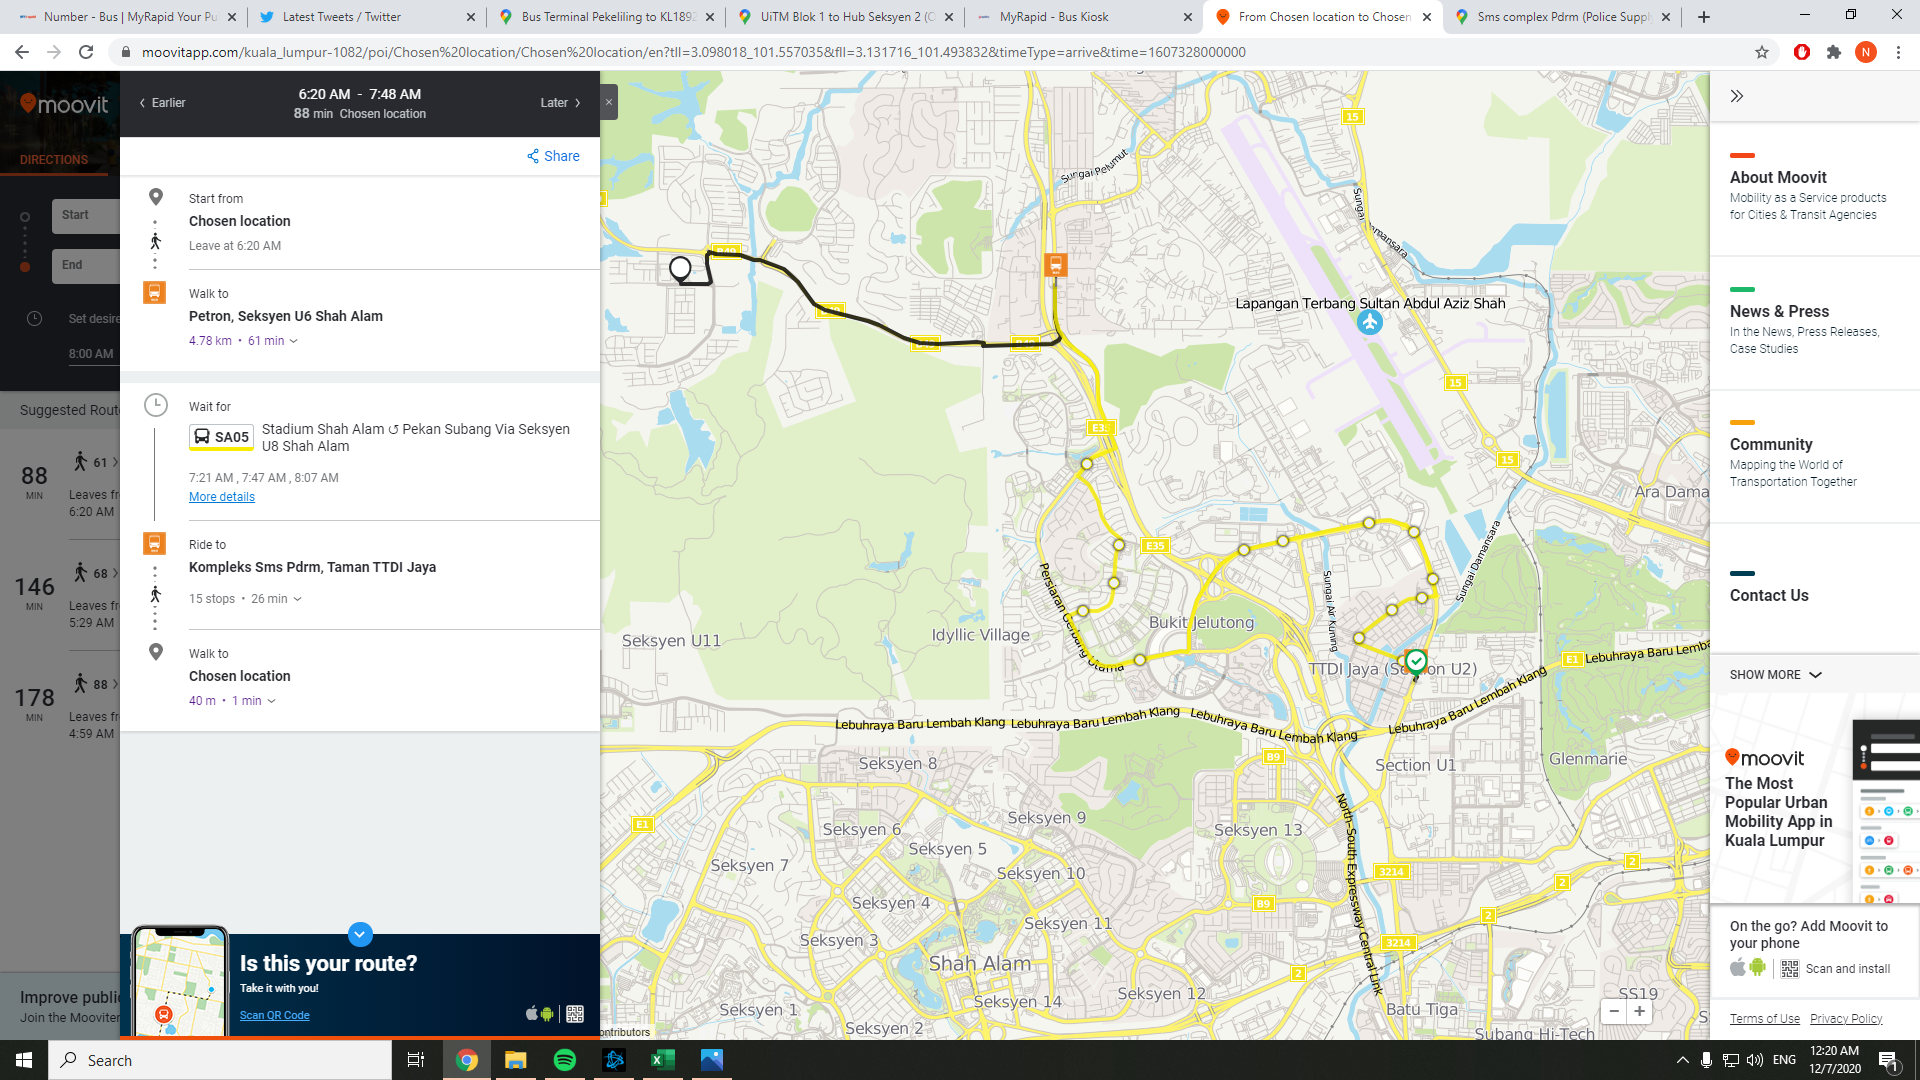 Number - Bus | MyRapid Your Pu
Latest Tweets / Twitter
Bus Terminal Pekeliling to KL1892
UiTM Blok 1 to Hub Seksyen 2 (O
MyRapid - Bus Kiosk
From Chosen location to Chosen
Sms complex Pdrm (Police Suppl
moovitapp.com/kuala_lumpur-1082/poi/Chosen%20location/Chosen%20location/en?tll=3.098018_101.557035&fll=3.131716_101.493832&timeType=arrive&time=1607328000000
N
moovit
DIRECTIONS
Start
End
Set desire
8:00 AM
Suggested Rout
88
MIN
61
Leaves fr
6:20 AM
146
MIN
68
Leaves fr
5:29 AM
178
MIN
88
Leaves fr
4:59 AM
Improve public
Join the Mooviter
Earlier
6:20 AM - 7:48 AM
88 min Chosen location
Later
Share
Start from
Chosen location
Leave at 6:20 AM
Walk to
Petron, Seksyen U6 Shah Alam
4.78 km • 61 min
Wait for
SA05
Stadium Shah Alam ↺ Pekan Subang Via Seksyen
U8 Shah Alam
7:21 AM , 7:47 AM , 8:07 AM
More details
Ride to
Kompleks Sms Pdrm, Taman TTDI Jaya
15 stops • 26 min
Walk to
Chosen location
40 m • 1 min
Is this your route?
Take it with you!
Scan QR Code
15
Sungai Pelumut
Sungai Damansara
Lapangan Terbang Sultan Abdul Aziz Shah
15
E35
15
Ara Dama
E35
Sungai Damansara
Persiaran Gerbang Utama
Sungai Air Kuning
Seksyen U11
Idyllic Village
Bukit Jelutong
TTDI Jaya (Section U2)
E1
Lebuhraya Baru Lemba
Lebuhraya Baru Lembah Klang
Lebuhraya Baru Lembah Klang
Lebuhraya Baru Lembah Klang
Lebuhraya Baru Lembah Klang
Seksyen 8
B9
Section U1
Glenmarie
E1
Seksyen 6
Seksyen 9
Seksyen 13
Seksyen 5
Seksyen 7
Seksyen 10
3214
2
2
North-South Expressway Central Link
Seksyen 4
B9
Seksyen 11
2
Seksyen 3
3214
Shah Alam
2
Seksyen 12
SS19
Seksyen 14
Seksyen 1
Batu Tiga
Seksyen 2
Subang Hi-Tech
ontributors
About Moovit
Mobility as a Service products
for Cities & Transit Agencies
News & Press
In the News, Press Releases,
Case Studies
Community
Mapping the World of
Transportation Together
Contact Us
SHOW MORE
moovit
The Most
Popular Urban
Mobility App in
Kuala Lumpur
On the go? Add Moovit to
your phone
Scan and install
Terms of Use
Privacy Policy
Search
ENG
12:20 AM
12/7/2020
1